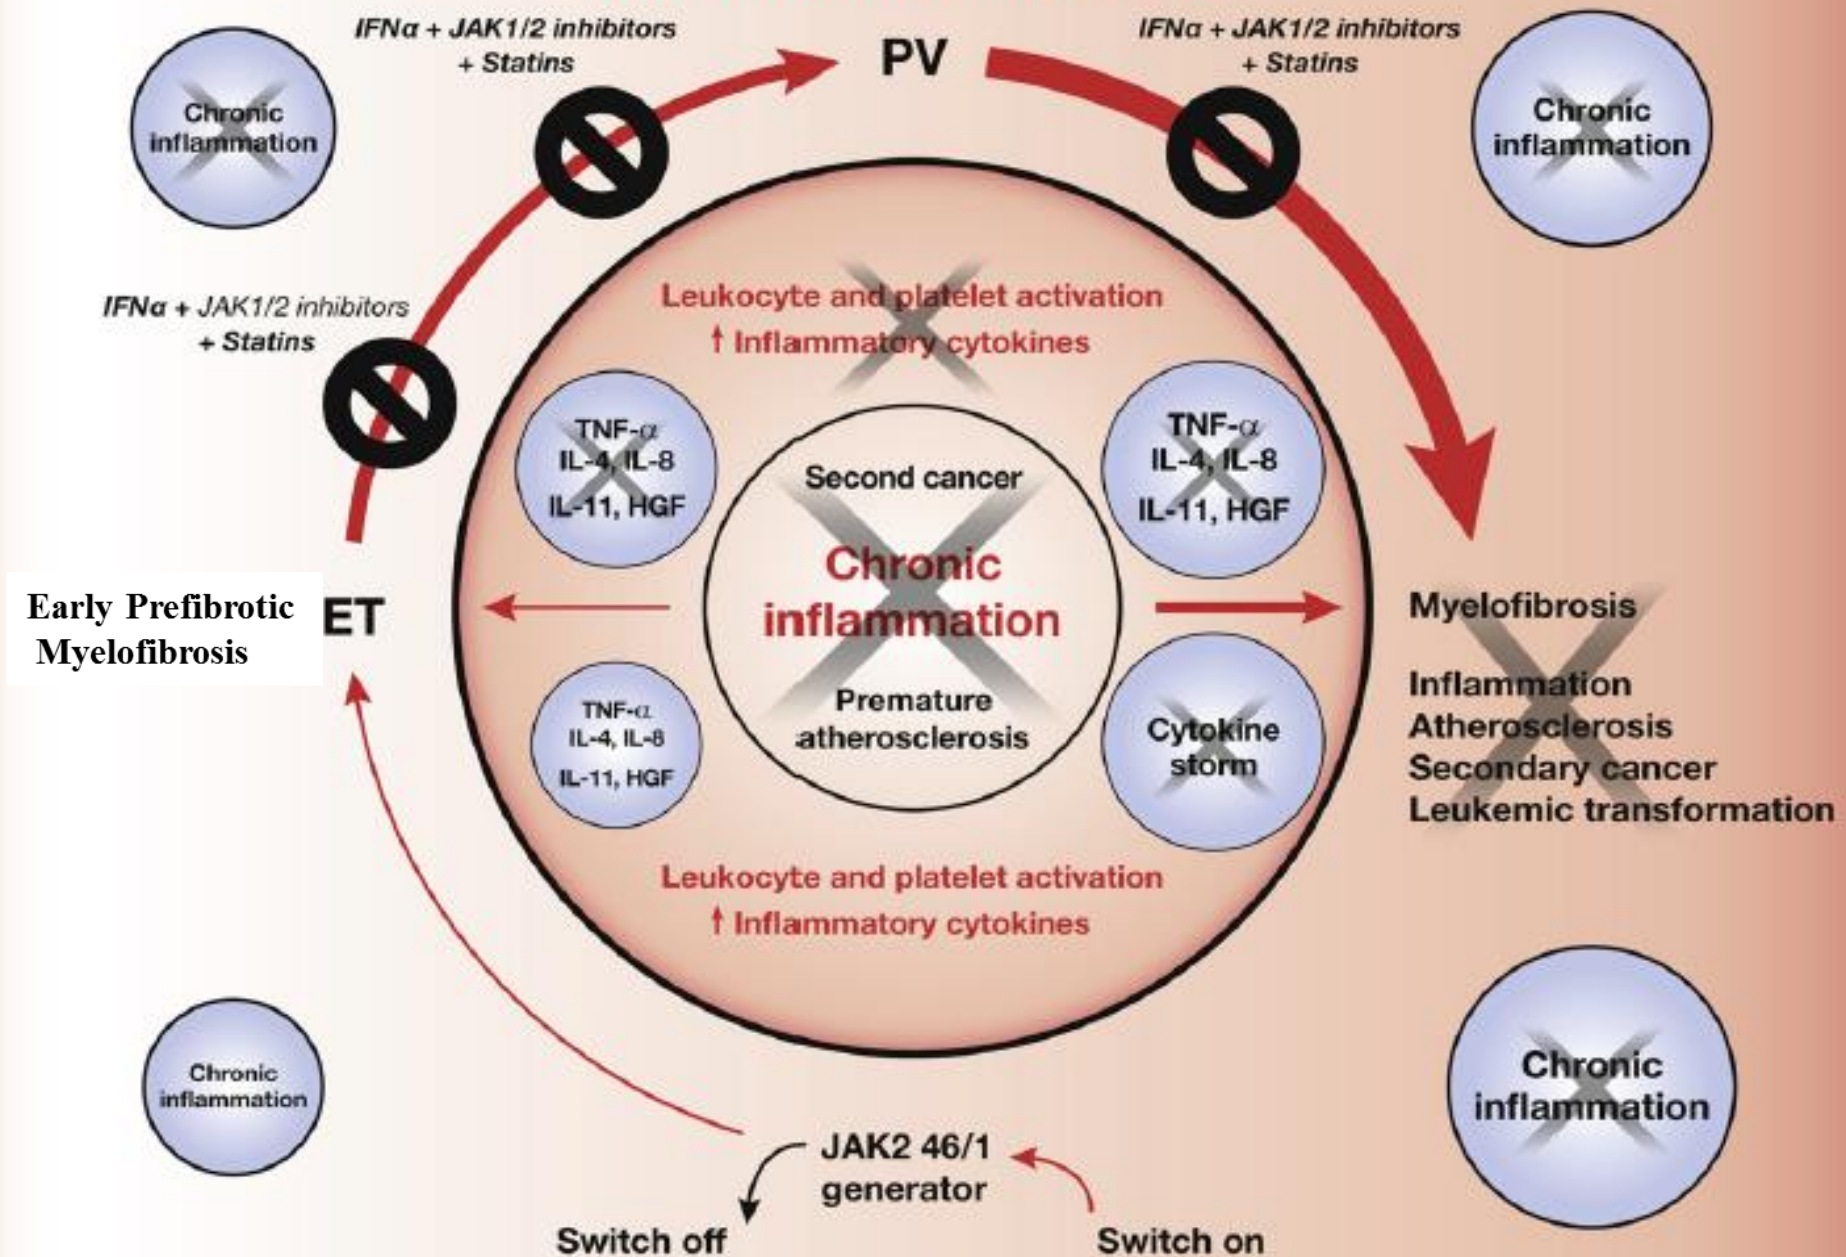 IFNα + JAK1/2 inhibitors
+ Statins
PV
IFNα + JAK1/2 inhibitors
+ Statins
Chronic
inflammation
Chronic
inflammation
IFNα + JAK1/2 inhibitors
+ Statins
Leukocyte and platelet activation
↑ Inflammatory cytokines
TNF-α
IL-4, IL-8
IL-11, HGF
TNF-α
IL-4, IL-8
IL-11, HGF
Second cancer
Chronic
inflammation
Premature
atherosclerosis
Early Prefibrotic
Myelofibrosis
ET
TNF-α
IL-4, IL-8
IL-11, HGF
Cytokine
storm
Myelofibrosis
Inflammation
Atherosclerosis
Secondary cancer
Leukemic transformation
Leukocyte and platelet activation
↑ Inflammatory cytokines
Chronic
inflammation
Chronic
inflammation
JAK2 46/1
generator
Switch off
Switch on